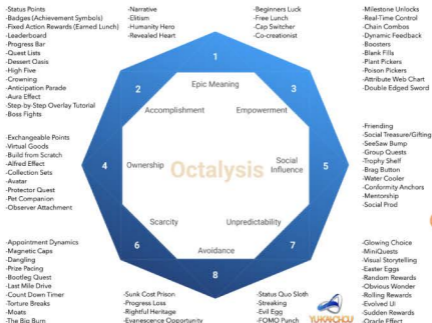 -Status Points
-Badges (Achievement Symbols)
-Fixed Action Rewards (Earned Lunch)
-Leaderboard
-Progress Bar
-Quest Lists
-Dessert Oasis
-High Five
-Crowning
-Anticipation Parade
-Aura Effect
-Step-by-Step Overlay Tutorial
-Boss Fights
-Narrative
-Elitism
-Humanity Hero
-Revealed Heart
-Beginners Luck
-Free Lunch
-Cap Switcher
-Co-creationist
-Milestone Unlocks
-Real-Time Control
-Chain Combos
-Dynamic Feedback
-Boosters
-Blank Fills
-Plant Pickers
-Poison Pickers
-Attribute Web Chart
-Double Edged Sword
1
2
3
Epic Meaning
Accomplishment
Empowerment
-Exchangeable Points
-Virtual Goods
-Build from Scratch
-Alfred Effect
-Collection Sets
-Avatar
-Protector Quest
-Pet Companion
-Observer Attachment
4
Ownership
Octalysis
Social
Influence
5
-Friending
-Social Treasure/Gifting
-SeeSaw Bump
-Group Quests
-Trophy Shelf
-Brag Button
-Water Cooler
-Conformity Anchors
-Mentorship
-Social Prod
Scarcity
Unpredictability
Avoidance
6
7
8
-Appointment Dynamics
-Magnetic Caps
-Dangling
-Prize Pacing
-Bootleg Quest
-Last Mile Drive
-Count Down Timer
-Torture Breaks
-Moats
-The Big Burn
-Sunk Cost Prison
-Progress Loss
-Rightful Heritage
-Evanescence Opportunity
-Status Quo Sloth
-Streaking
-Evil Egg
-FOMO Punch
YUKAICHOU
-Glowing Choice
-MiniQuests
-Visual Storytelling
-Easter Eggs
-Random Rewards
-Obvious Wonder
-Rolling Rewards
-Evolved UI
-Sudden Rewards
-Oracle Effect